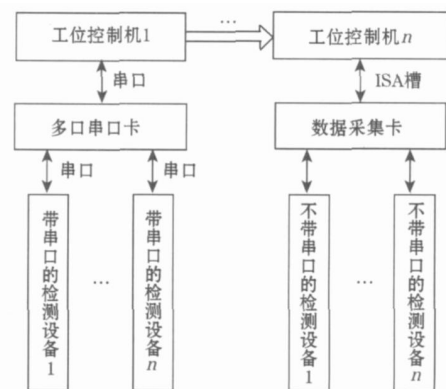 工位控制机1
…
工位控制机n
串口
ISA槽
多口串口卡
数据采集卡
串口
串口
带串口的检测设备1
…
带串口的检测设备n
不带串口的检测设备1
…
不带串口的检测设备n